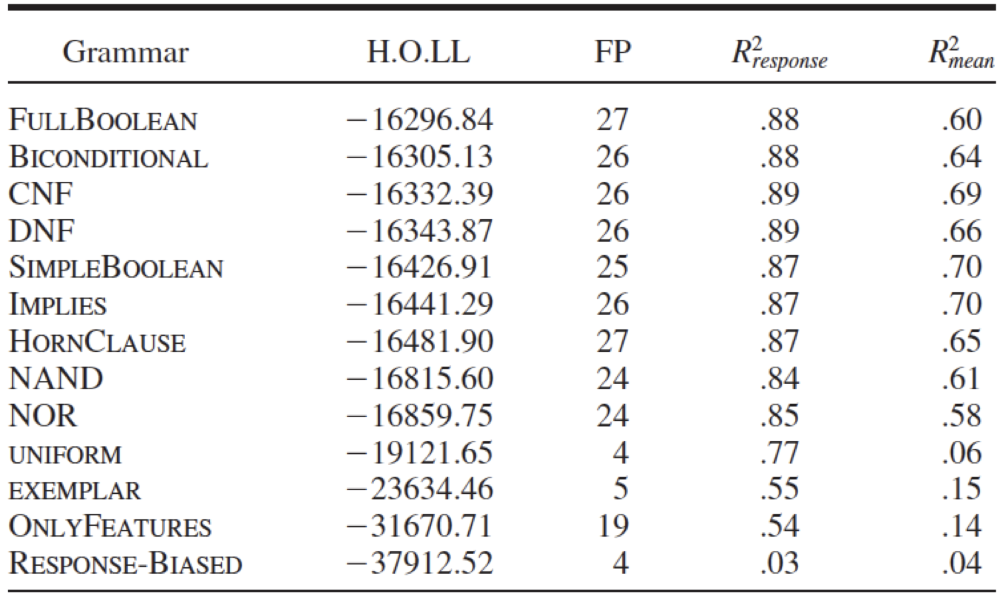 Grammar H.O.LL FP R²response R²mean
FULLBOOLEAN −16296.84 27 .88 .60
BICONDITIONAL −16305.13 26 .88 .64
CNF −16332.39 26 .89 .69
DNF −16343.87 26 .89 .66
SIMPLEBOOLEAN −16426.91 25 .87 .70
IMPLIES −16441.29 26 .87 .70
HORNCLAUSE −16481.90 27 .87 .65
NAND −16815.60 24 .84 .61
NOR −16859.75 24 .85 .58
UNIFORM −19121.65 4 .77 .06
EXEMPLAR −23634.46 5 .55 .15
ONLYFEATURES −31670.71 19 .54 .14
RESPONSE-BIASED −37912.52 4 .03 .04